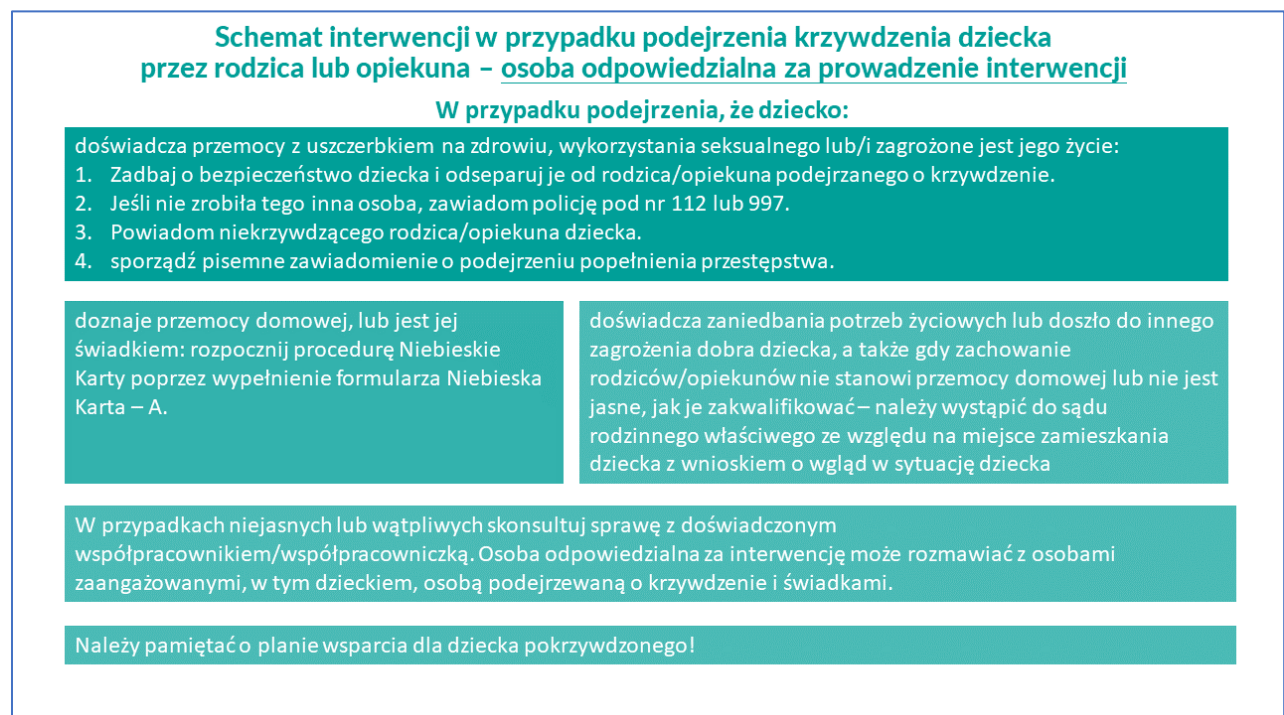 Schemat interwencji w przypadku podejrzenia krzywdzenia dziecka
przez rodzica lub opiekuna – osoba odpowiedzialna za prowadzenie interwencji
W przypadku podejrzenia, że dziecko:
doświadcza przemocy z uszczerbkiem na zdrowiu, wykorzystania seksualnego lub/i zagrożone jest jego życie:
1. Zadbaj o bezpieczeństwo dziecka i odseparuj je od rodzica/opiekuna podejrzanego o krzywdzenie.
2. Jeśli nie zrobiła tego inna osoba, zawiadom policję pod nr 112 lub 997.
3. Powiadom niekrzywdzącego rodzica/opiekuna dziecka.
4. sporządź pisemne zawiadomienie o podejrzeniu popełnienia przestępstwa.
doznaje przemocy domowej, lub jest jej
świadkiem: rozpocznij procedurę Niebieskie
Karty poprzez wypełnienie formularza Niebieska
Karta – A.
doświadcza zaniedbania potrzeb życiowych lub doszło do innego
zagrożenia dobra dziecka, a także gdy zachowanie
rodziców/opiekunów nie stanowi przemocy domowej lub nie jest
jasne, jak je zakwalifikować – należy wystąpić do sądu
rodzinnego właściwego ze względu na miejsce zamieszkania
dziecka z wnioskiem o wgląd w sytuację dziecka
W przypadkach niejasnych lub wątpliwych skonsultuj sprawę z doświadczonym
współpracownikiem/współpracowniczką. Osoba odpowiedzialna za interwencję może rozmawiać z osobami
zaangażowanymi, w tym dzieckiem, osobą podejrzewaną o krzywdzenie i świadkami.
Należy pamiętać o planie wsparcia dla dziecka pokrzywdzonego!